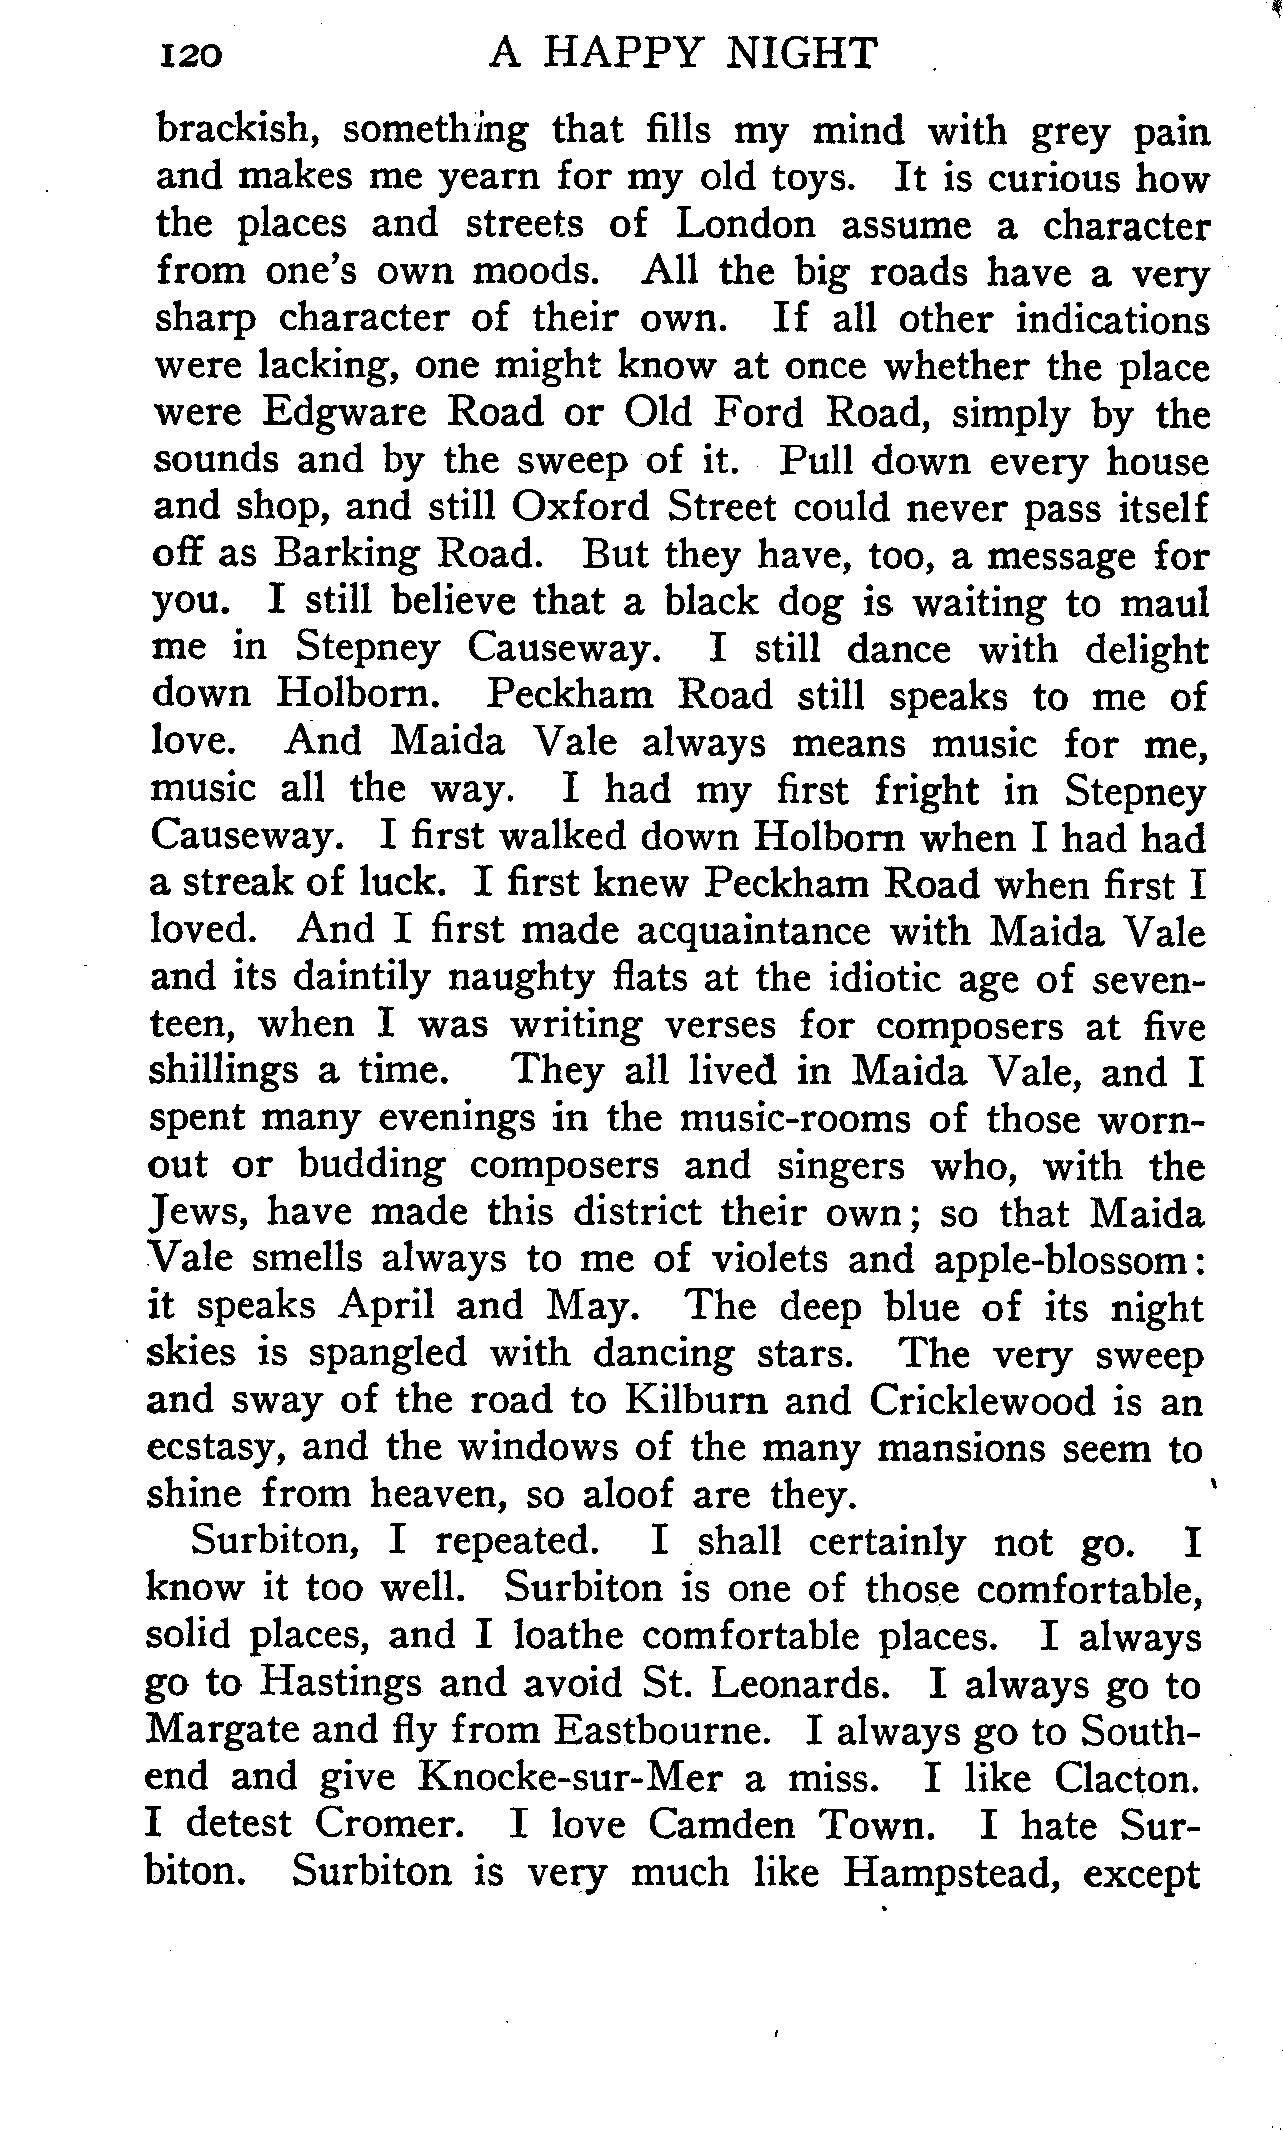 120 A HAPPY NIGHT
brackish, something that fills my mind with grey pain
and makes me yearn for my old toys. It is curious how
the places and streets of London assume a character
from one's own moods. All the big roads have a very
sharp character of their own. If all other indications
were lacking, one might know at once whether the place
were Edgware Road or Old Ford Road, simply by the
sounds and by the sweep of it. Pull down every house
and shop, and still Oxford Street could never pass itself
off as Barking Road. But they have, too, a message for
you. I still believe that a black dog is waiting to maul
me in Stepney Causeway. I still dance with delight
down Holborn. Peckham Road still speaks to me of
love. And Maida Vale always means music for me,
music all the way. I had my first fright in Stepney
Causeway. I first walked down Holborn when I had had
a streak of luck. I first knew Peckham Road when first I
loved. And I first made acquaintance with Maida Vale
and its daintily naughty flats at the idiotic age of seven-
teen, when I was writing verses for composers at five
shillings a time. They all lived in Maida Vale, and I
spent many evenings in the music-rooms of those worn-
out or budding composers and singers who, with the
Jews, have made this district their own; so that Maida
Vale smells always to me of violets and apple-blossom:
it speaks April and May. The deep blue of its night
skies is spangled with dancing stars. The very sweep
and sway of the road to Kilburn and Cricklewood is an
ecstasy, and the windows of the many mansions seem to
shine from heaven, so aloof are they.
Surbiton, I repeated. I shall certainly not go. I
know it too well. Surbiton is one of those comfortable,
solid places, and I loathe comfortable places. I always
go to Hastings and avoid St. Leonards. I always go to
Margate and fly from Eastbourne. I always go to South-
end and give Knocke-sur-Mer a miss. I like Clacton.
I detest Cromer. I love Camden Town. I hate Sur-
biton. Surbiton is very much like Hampstead, except